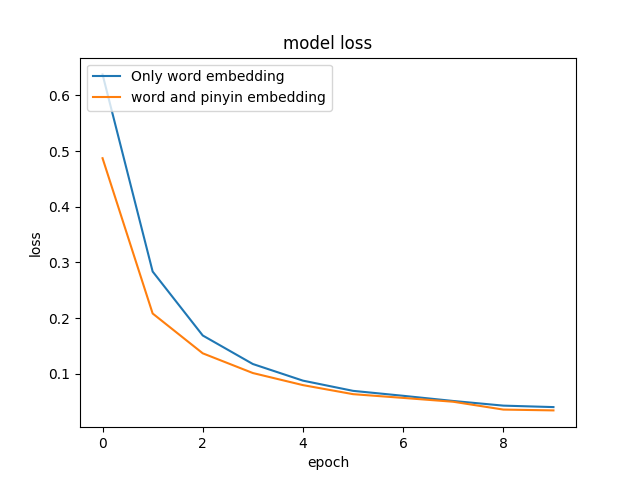 model loss
Only word embedding
word and pinyin embedding
0.6
0.5
0.4
0.3
0.2
0.1
loss
0 2 4 6 8
epoch